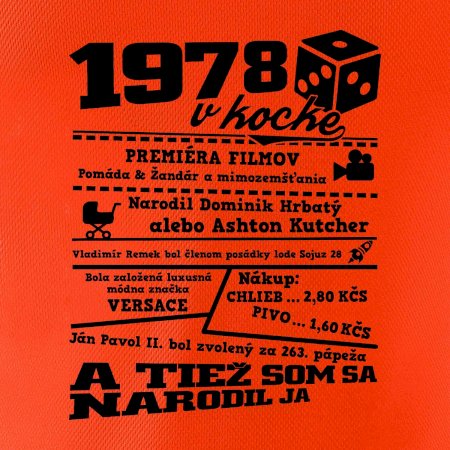 1978
v kocke
PREMIÉRA FILMOV
Pomáda & Žandár a mimozemšťania
Narodil Dominik Hrbatý
alebo Ashton Kutcher
Vladimír Remek bol členom posádky lode Sojuz 28
Bola založená luxusná
módna značka
VERSACE
Nákup:
CHLIEB ... 2,80 KČS
PIVO ... 1,60 KČS
Ján Pavol II. bol zvolený za 263. pápeža
A TIEŽ SOM SA
NARODIL JA